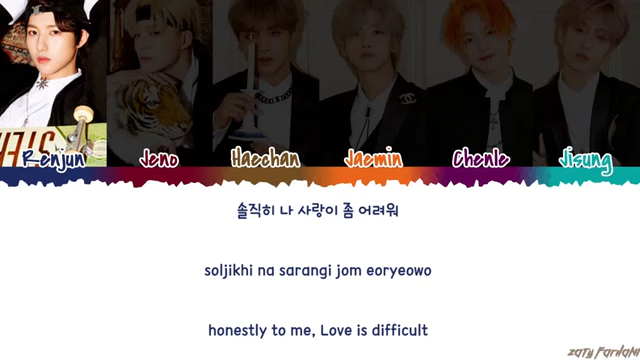 Renjun Jeno Haechan Jaemin Chenle Jisung
솔직히 나 사랑이 좀 어려워
soljikhi na sarangi jom eoryeowo
honestly to me, Love is difficult